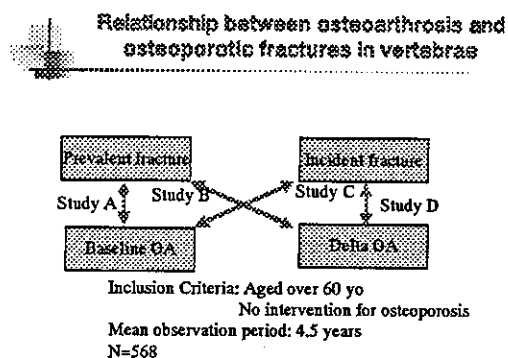 Relationship between osteoarthrosis and
osteoporotic fractures in vertebrae
Prevalent fracture
Incident fracture
Study A
Study B
Study C
Study D
Baseline OA
Delta OA
Inclusion Criteria: Aged over 60 yo
No intervention for osteoporosis
Mean observation period: 4.5 years
N=568